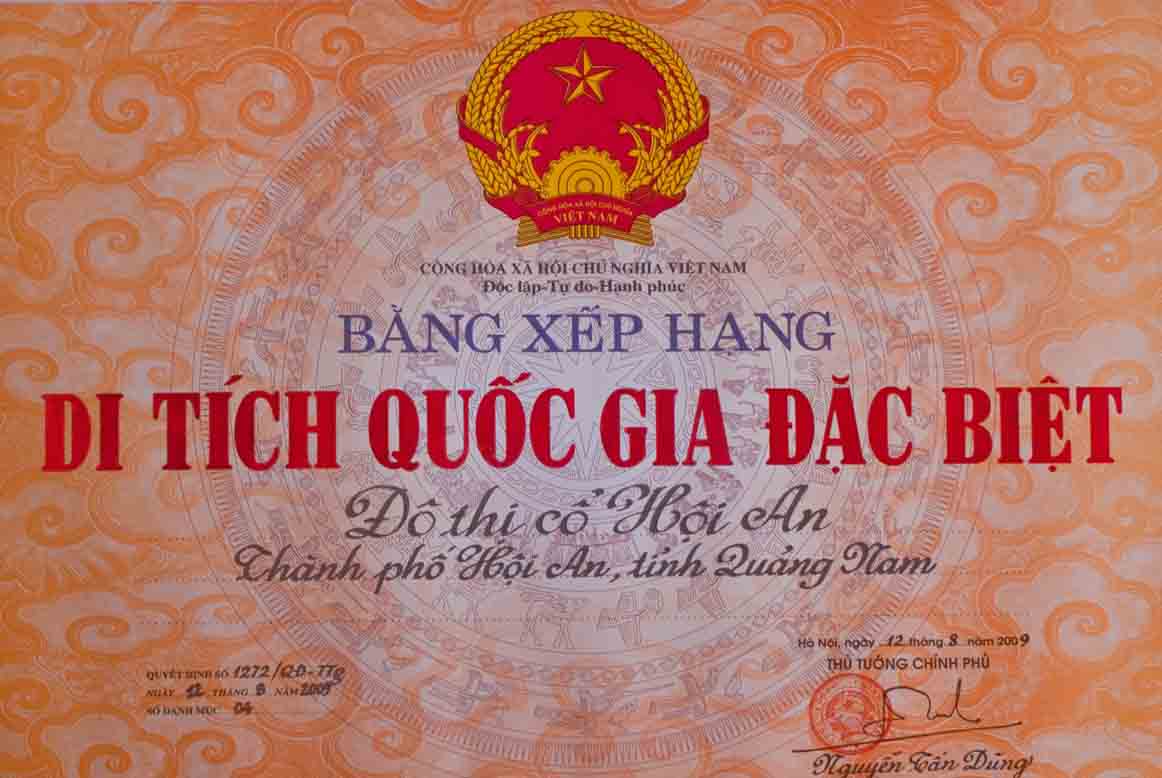 CỘNG HÒA XÃ HỘI CHỦ NGHĨA
VIỆT NAM
CỘNG HÒA XÃ HỘI CHỦ NGHĨA VIỆT NAM
Độc lập-Tự do-Hạnh phúc
BẰNG XẾP HẠNG
DI TÍCH QUỐC GIA ĐẶC BIỆT
Đô thị cổ Hội An
Thành phố Hội An, tỉnh Quảng Nam
Hà Nội, ngày 12 tháng 8 năm 2009
THỦ TƯỚNG CHÍNH PHỦ
QUYẾT ĐỊNH SỐ 1272/QĐ-TTg
NGÀY 12 THÁNG 8 NĂM 2009
SỐ DANH MỤC 04
Nguyễn Tấn Dũng